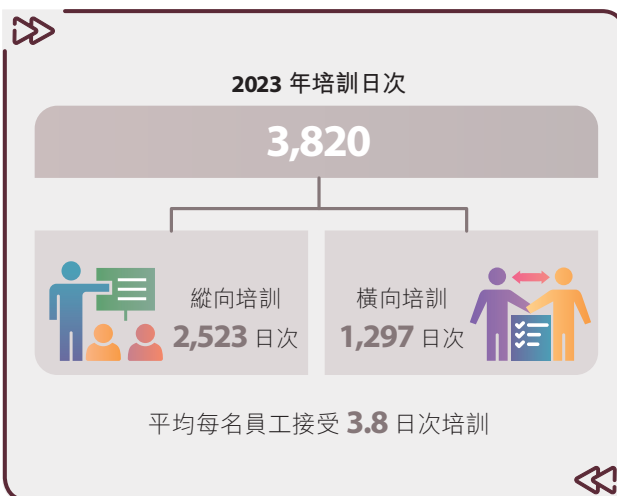 2023 年培訓日次
3,820
縱向培訓
2,523 日次
橫向培訓
1,297 日次
平均每名員工接受 3.8 日次培訓